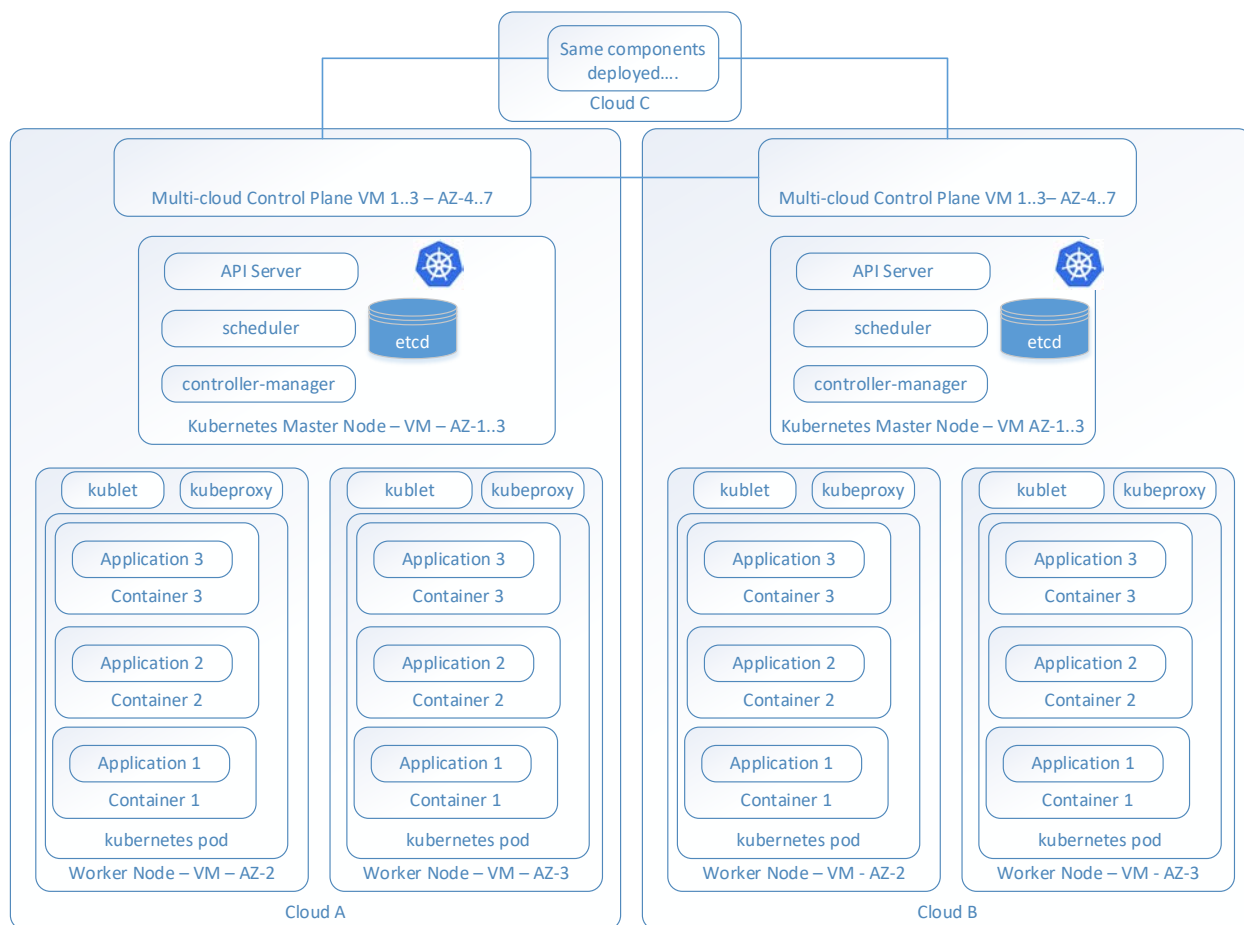 Same components
deployed....
Cloud C
Multi-cloud Control Plane VM 1..3 – AZ-4..7
API Server
scheduler
etcd
controller-manager
Kubernetes Master Node – VM – AZ-1..3
kublet
kubeproxy
Application 3
Container 3
Application 2
Container 2
Application 1
Container 1
kubernetes pod
Worker Node – VM – AZ-2
kublet
kubeproxy
Application 3
Container 3
Application 2
Container 2
Application 1
Container 1
kubernetes pod
Worker Node – VM – AZ-3
Cloud A
Multi-cloud Control Plane VM 1..3– AZ-4..7
API Server
scheduler
etcd
controller-manager
Kubernetes Master Node – VM AZ-1..3
kublet
kubeproxy
Application 3
Container 3
Application 2
Container 2
Application 1
Container 1
kubernetes pod
Worker Node – VM - AZ-2
kublet
kubeproxy
Application 3
Container 3
Application 2
Container 2
Application 1
Container 1
kubernetes pod
Worker Node – VM - AZ-3
Cloud B